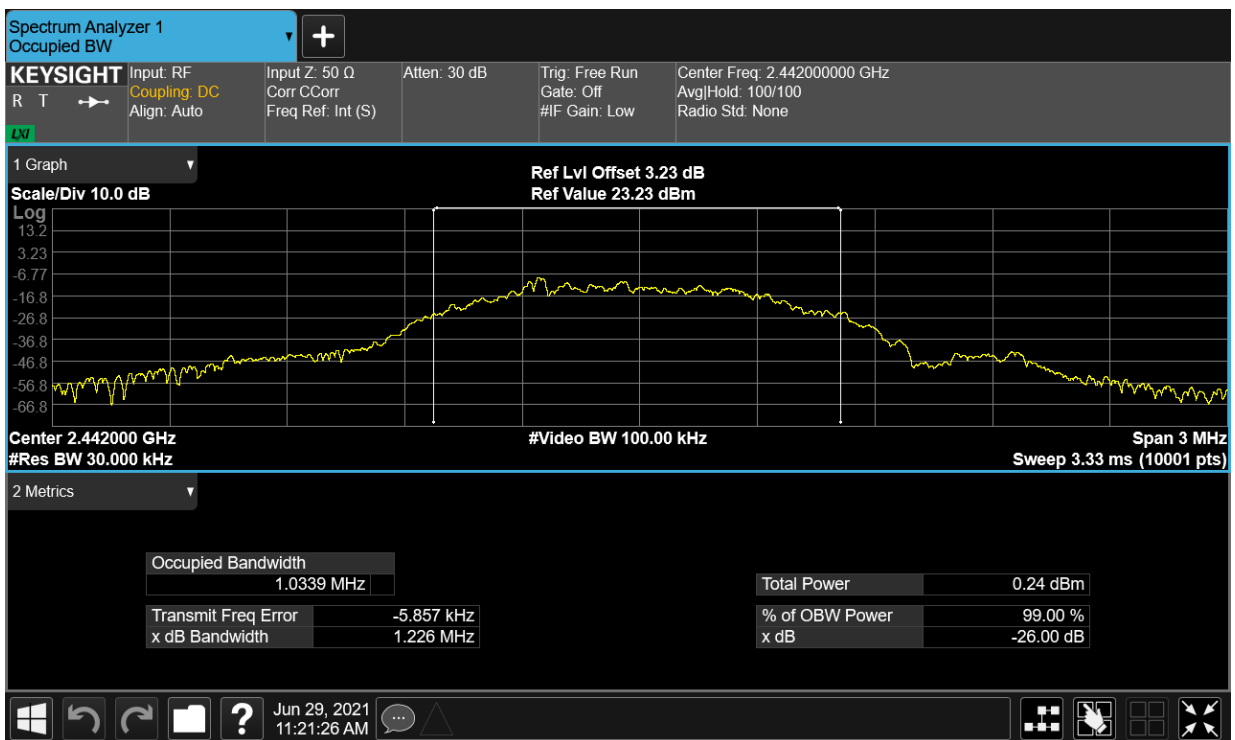 Spectrum Analyzer 1
Occupied BW
KEYSIGHT Input: RF Input Z: 50 Ω Atten: 30 dB Trig: Free Run Center Freq: 2.442000000 GHz
R T Coupling: DC Corr CCorr Gate: Off Avg|Hold: 100/100
Align: Auto Freq Ref: Int (S) #IF Gain: Low Radio Std: None
LXI
1 Graph Ref Lvl Offset 3.23 dB
Scale/Div 10.0 dB Ref Value 23.23 dBm
Log
13.2
3.23
-6.77
-16.8
-26.8
-36.8
-46.8
-56.8
-66.8
Center 2.442000 GHz #Video BW 100.00 kHz Span 3 MHz
#Res BW 30.000 kHz Sweep 3.33 ms (10001 pts)
2 Metrics
Occupied Bandwidth
1.0339 MHz Total Power 0.24 dBm
Transmit Freq Error -5.857 kHz % of OBW Power 99.00 %
x dB Bandwidth 1.226 MHz x dB -26.00 dB
? Jun 29, 2021
11:21:26 AM